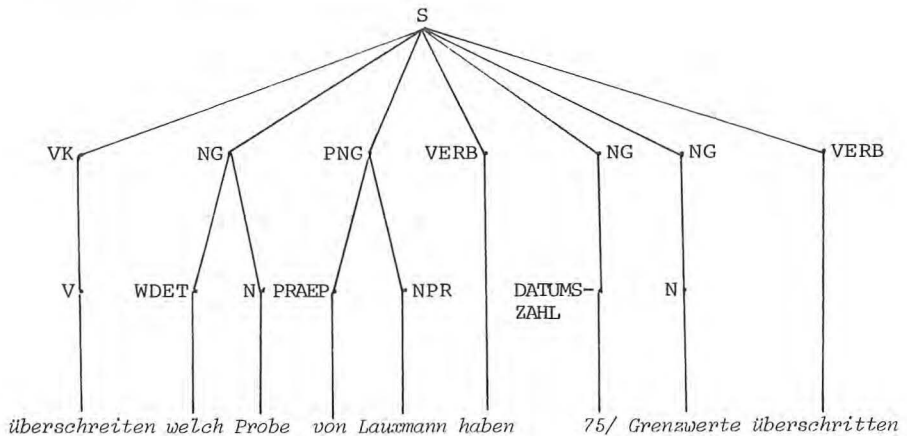 S
VK NG PNG VERB NG NG VERB
V WDET N PRAEP NPR DATUMS- N
ZAHL
überschreiten welch Probe von Lauxmann haben 75/ Grenzwerte überschritten